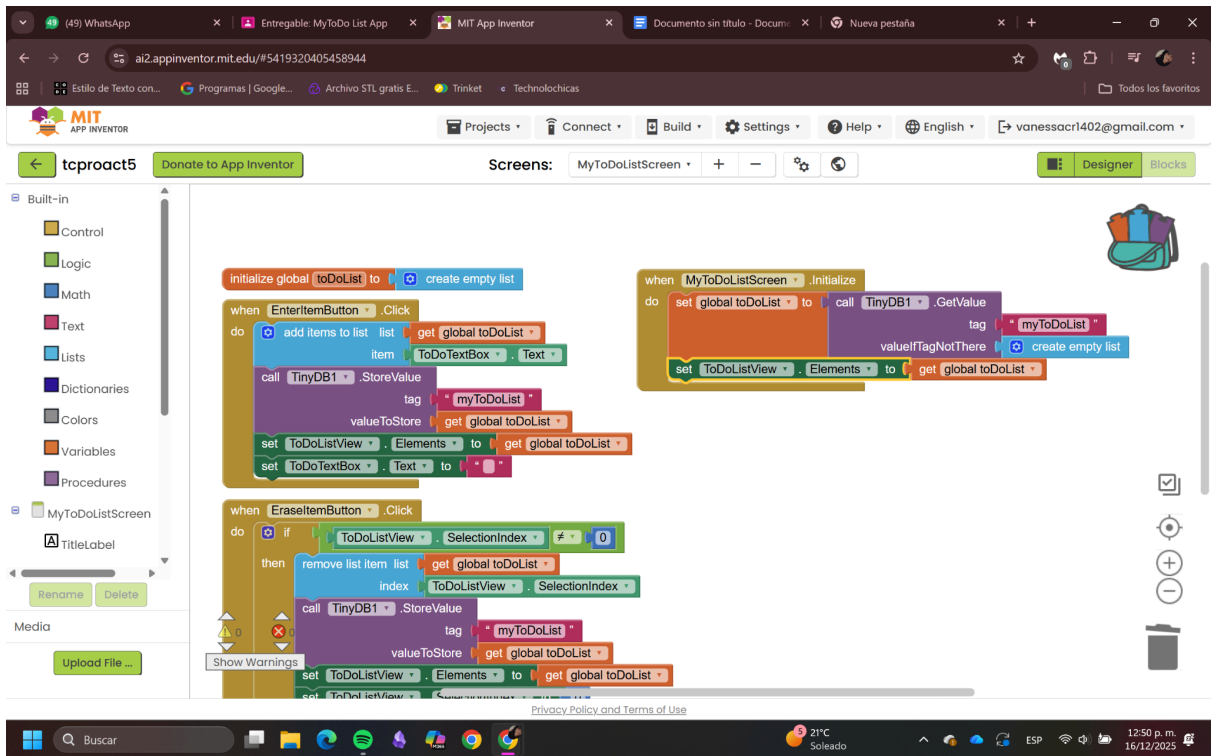 49 (49) WhatsApp
Entregable: MyToDo List App
MIT App Inventor
Documento sin título - Docume
Nueva pestaña
ai2.appinventor.mit.edu/#5419320405458944
Estilo de Texto con...
Programas | Google...
Archivo STL gratis E...
Trinket
Technolochicas
Todos los favoritos
MIT
APP INVENTOR
Projects
Connect
Build
Settings
Help
English
vanessacr1402@gmail.com
tcproact5
Donate to App Inventor
Screens:
MyToDoListScreen
Designer
Blocks
Built-in
Control
Logic
Math
Text
Lists
Dictionaries
Colors
Variables
Procedures
MyToDoListScreen
TitleLabel
Rename
Delete
Media
Upload File ...
initialize global toDoList to create empty list
when EnterItemButton .Click
do add items to list list get global toDoList
item ToDoTextBox . Text
call TinyDB1 .StoreValue
tag " myToDoList "
valueToStore get global toDoList
set ToDoListView . Elements to get global toDoList
set ToDoTextBox . Text to " "
when EraseItemButton .Click
do if ToDoListView . SelectionIndex ≠ 0
then remove list item list get global toDoList
index ToDoListView . SelectionIndex
call TinyDB1 .StoreValue
tag " myToDoList "
valueToStore get global toDoList
set ToDoListView . Elements to get global toDoList
set ToDoListView
0 0
Show Warnings
when MyToDoListScreen .Initialize
do set global toDoList to call TinyDB1 .GetValue
tag " myToDoList "
valueIfTagNotThere create empty list
set ToDoListView . Elements to get global toDoList
Privacy Policy and Terms of Use
Buscar
5
21°C
Soleado
ESP
12:50 p. m.
16/12/2025